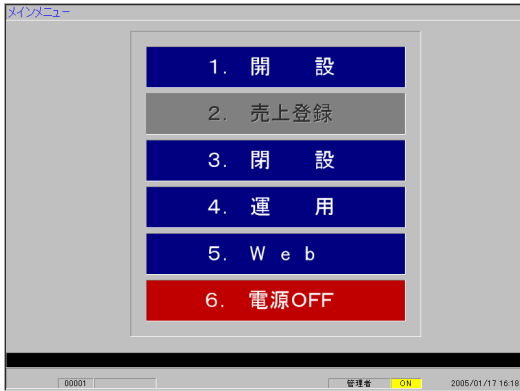 メインメニュー
1. 開　設
2. 売上登録
3. 閉　設
4. 運　用
5. Ｗｅｂ
6. 電源OFF
00001
管理者 ON 2005/01/17 16:18